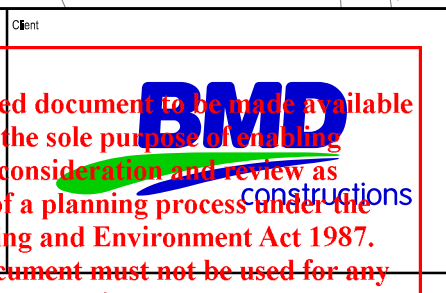 Client
ed document to be made available
BMD
the sole purpose of enabling
consideration and review as
constructions
of a planning process under the
ing and Environment Act 1987.
cument must not be used for any